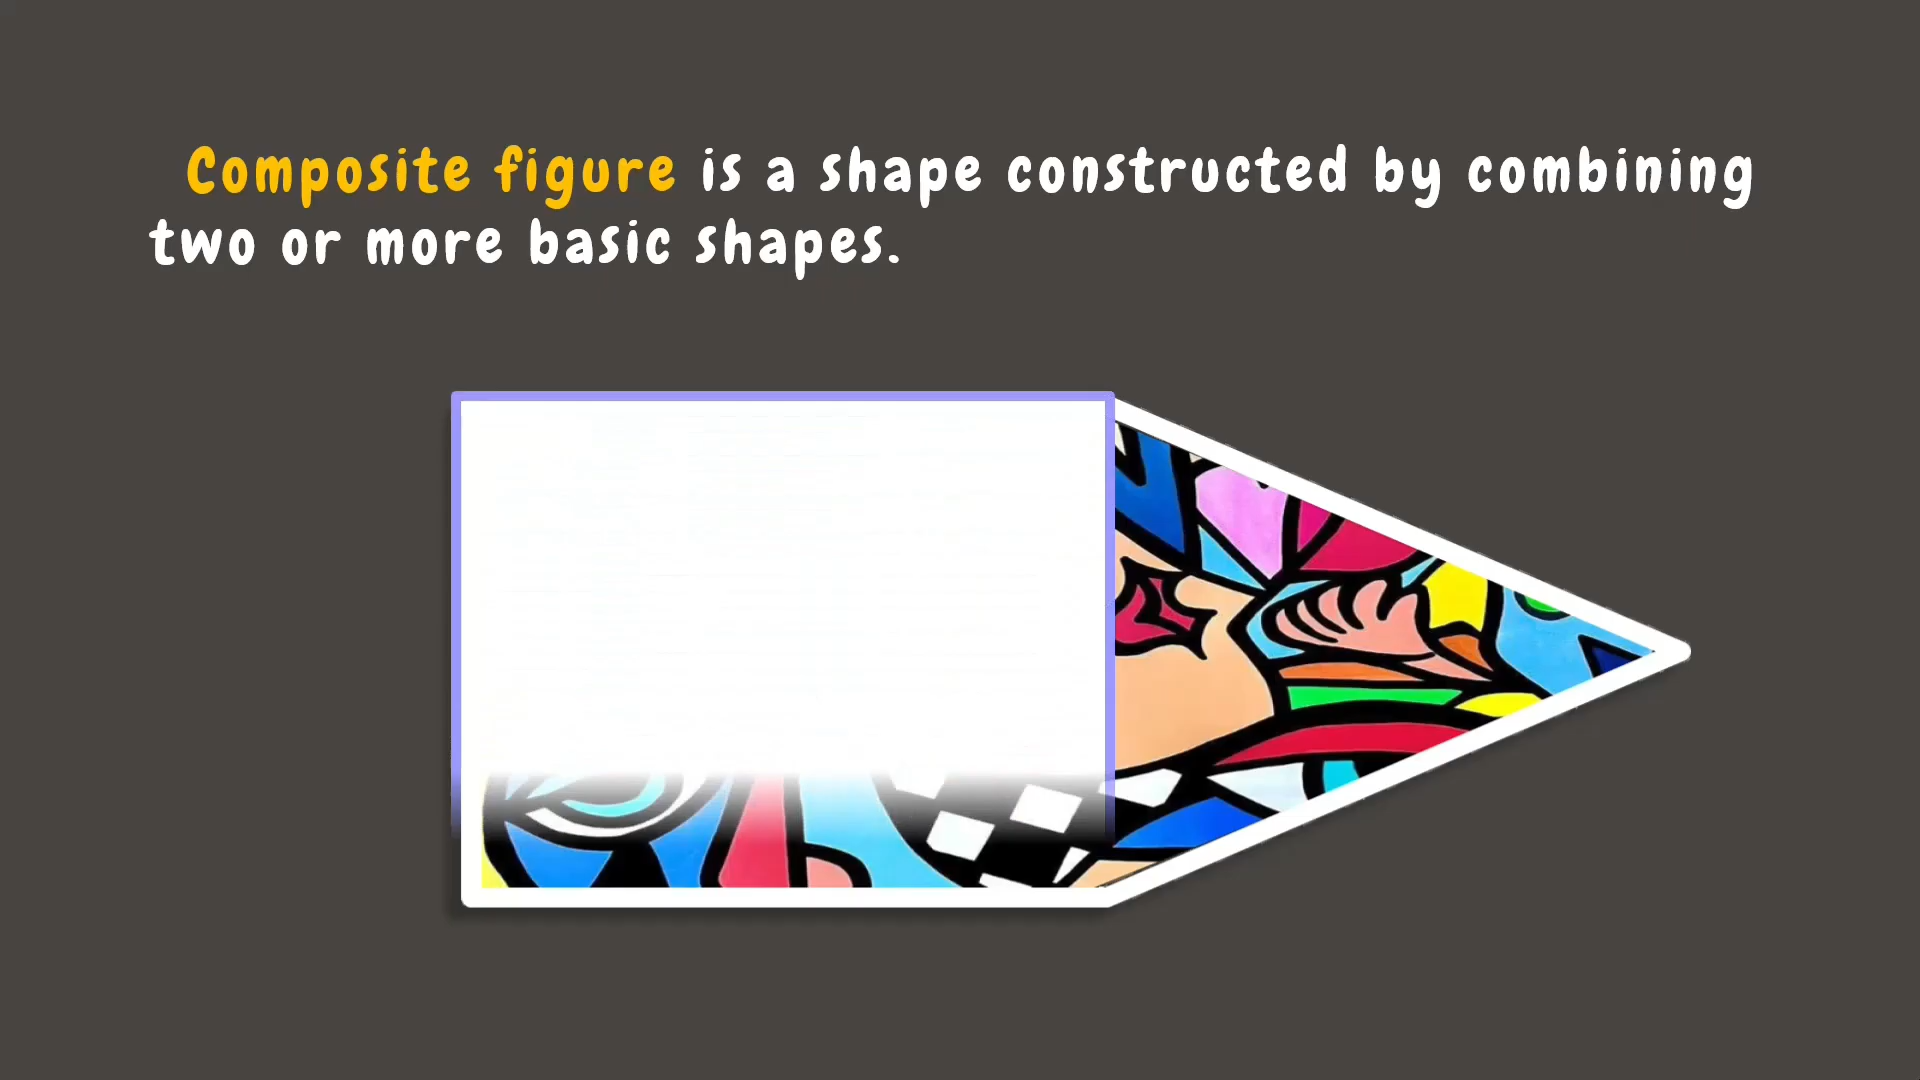 Composite figure is a shape constructed by combining
two or more basic shapes.